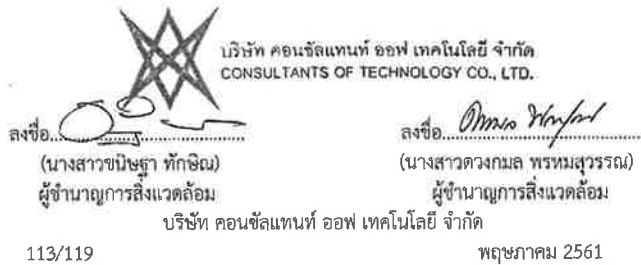 บริษัท คอนซัลแทนท์ ออฟ เทคโนโลยี จำกัด
CONSULTANTS OF TECHNOLOGY CO., LTD.
ลงชื่อ
ลงชื่อ
(นางสาวขนิษฐา ทักษิณ)
(นางสาวดวงกมล พรหมสุวรรณ)
ผู้ชำนาญการสิ่งแวดล้อม
ผู้ชำนาญการสิ่งแวดล้อม
บริษัท คอนซัลแทนท์ ออฟ เทคโนโลยี จำกัด
113/119
พฤษภาคม 2561